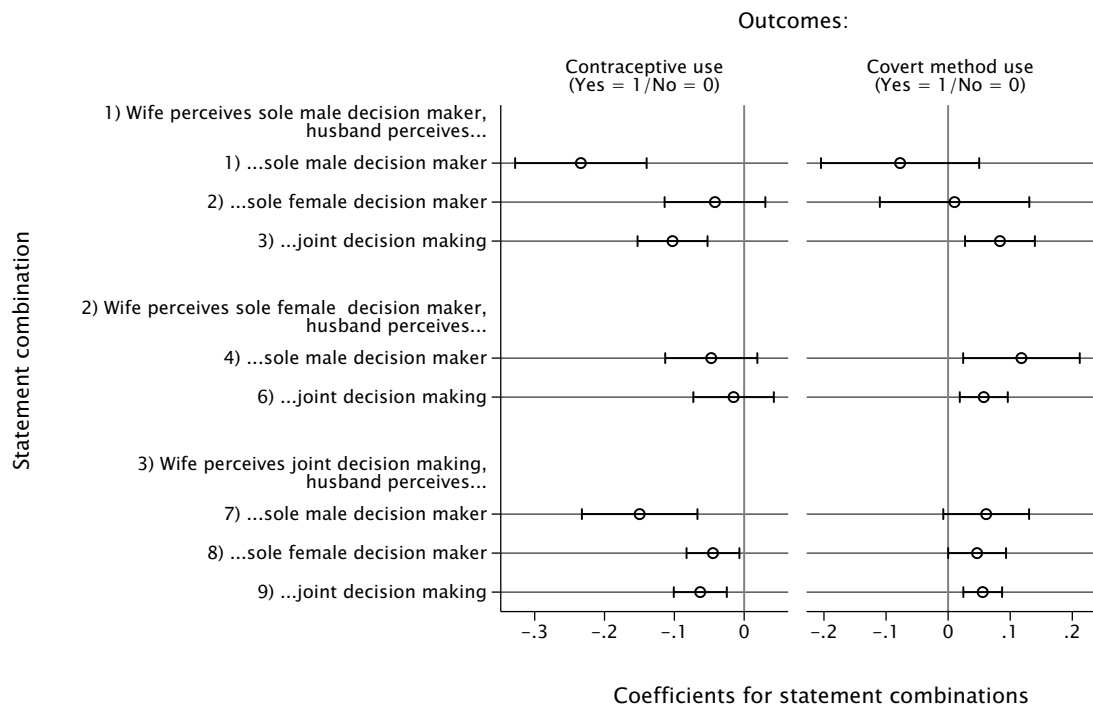 Outcomes:
Contraceptive use
(Yes = 1/No = 0)
Covert method use
(Yes = 1/No = 0)
Statement combination
1) Wife perceives sole male decision maker,
husband perceives...
1) ...sole male decision maker
2) ...sole female decision maker
3) ...joint decision making
2) Wife perceives sole female  decision maker,
husband perceives...
4) ...sole male decision maker
6) ...joint decision making
3) Wife perceives joint decision making,
husband perceives...
7) ...sole male decision maker
8) ...sole female decision maker
9) ...joint decision making
-.3 -.2 -.1 0
-.2 -.1 0 .1 .2
Coefficients for statement combinations